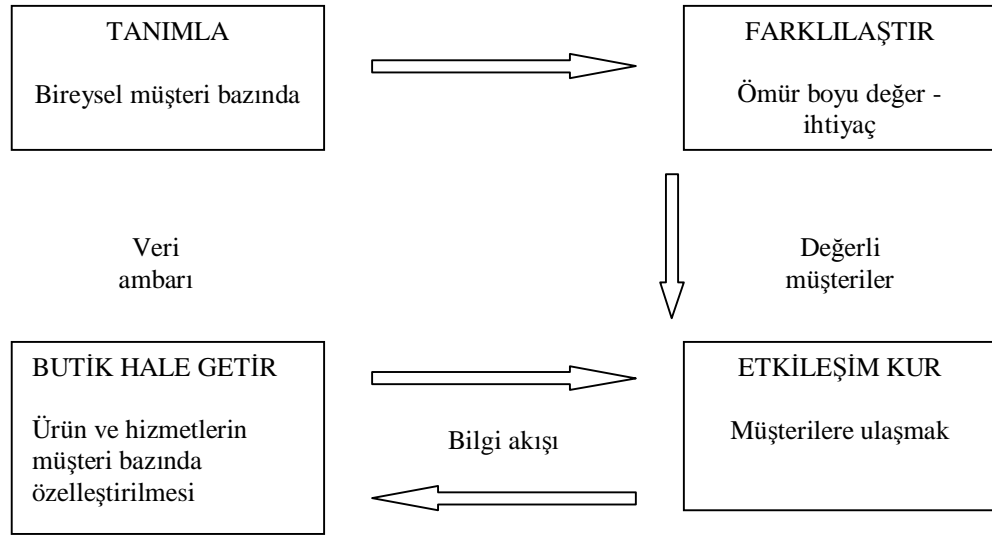 TANIMLA
Bireysel müşteri bazında
FARKLILAŞTIR
Ömür boyu değer -
ihtiyaç
Veri
ambarı
Değerli
müşteriler
BUTİK HALE GETİR
Ürün ve hizmetlerin
müşteri bazında
özelleştirilmesi
Bilgi akışı
ETKİLEŞİM KUR
Müşterilere ulaşmak